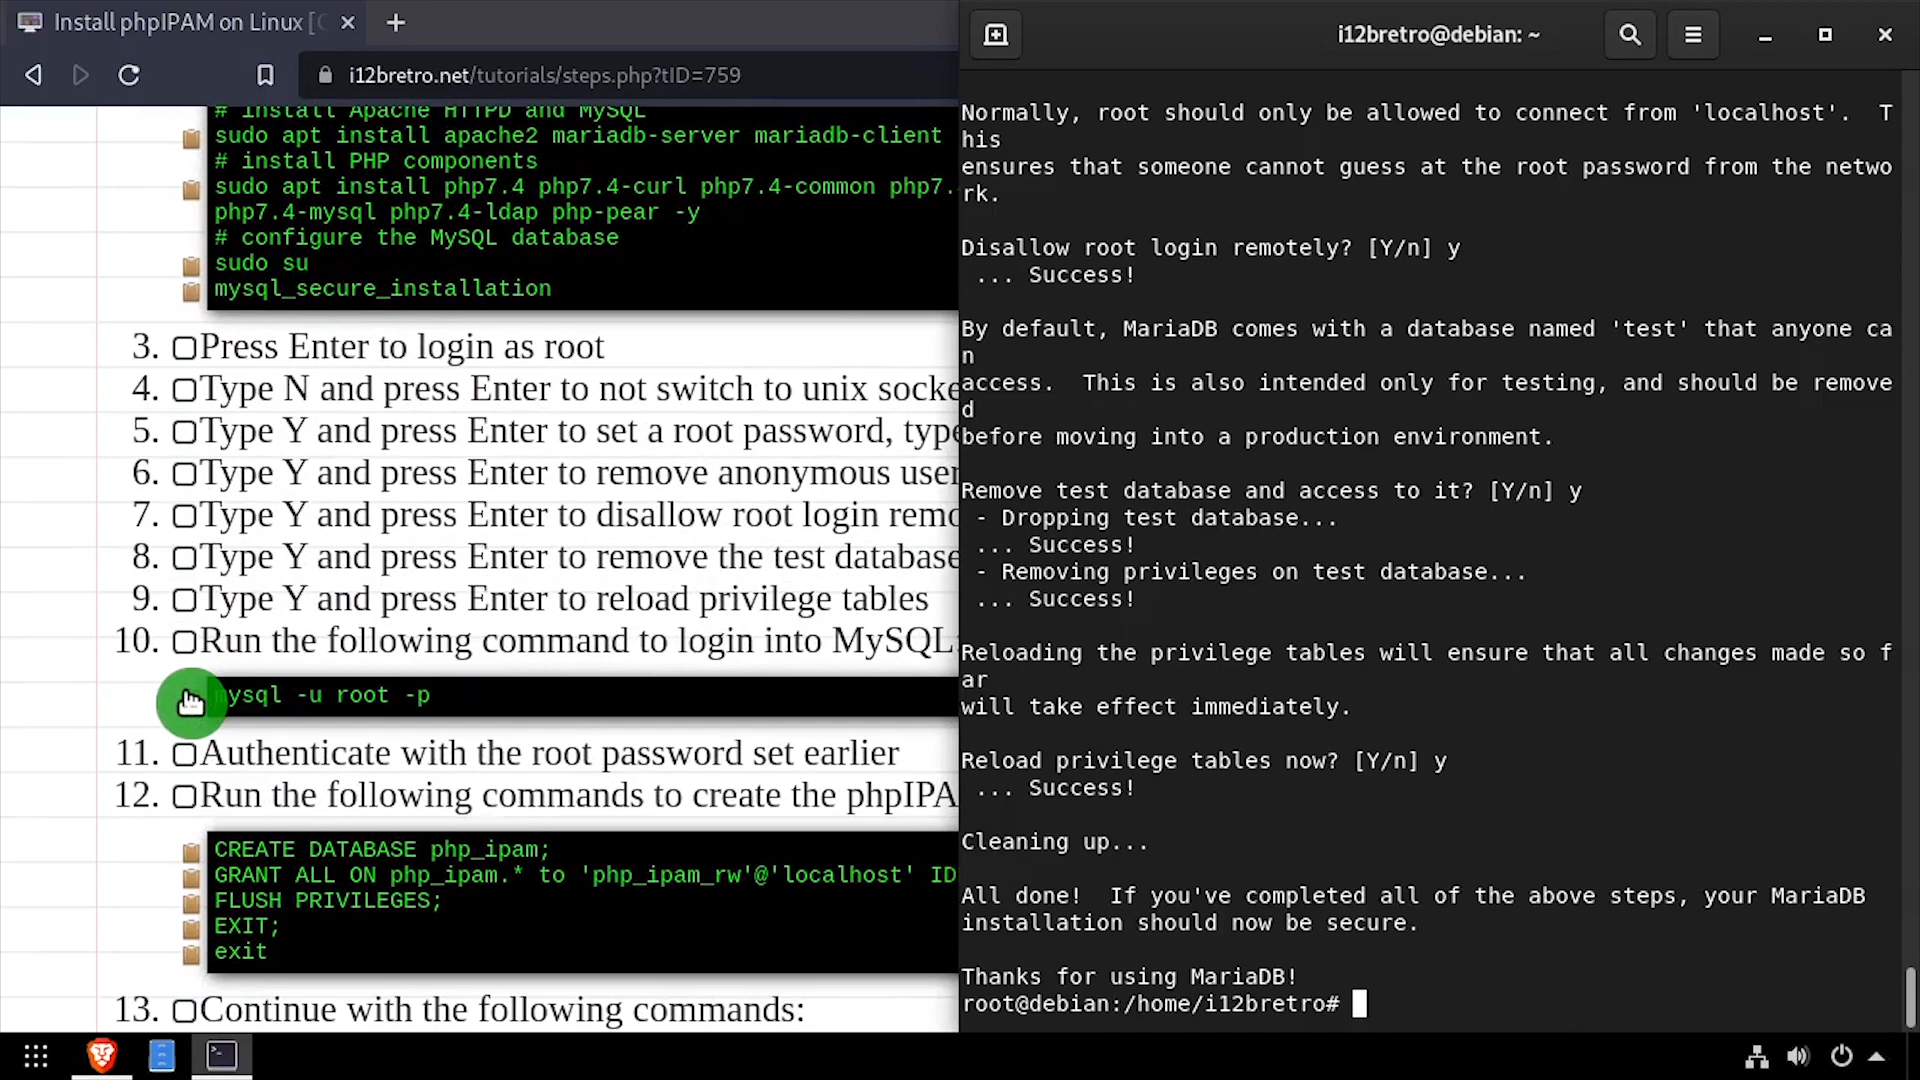 Install phpIPAM on Linux [
i12bretro.net/tutorials/steps.php?tID=759
# install Apache HTTPD and MySQL
sudo apt install apache2 mariadb-server mariadb-client
# install PHP components
sudo apt install php7.4 php7.4-curl php7.4-common php7.
php7.4-mysql php7.4-ldap php-pear -y
# configure the MySQL database
sudo su
mysql_secure_installation
3. Press Enter to login as root
4. Type N and press Enter to not switch to unix socke
5. Type Y and press Enter to set a root password, type
6. Type Y and press Enter to remove anonymous user
7. Type Y and press Enter to disallow root login remo
8. Type Y and press Enter to remove the test database
9. Type Y and press Enter to reload privilege tables
10. Run the following command to login into MySQL:
mysql -u root -p
11. Authenticate with the root password set earlier
12. Run the following commands to create the phpIPA
CREATE DATABASE php_ipam;
GRANT ALL ON php_ipam.* to 'php_ipam_rw'@'localhost' ID
FLUSH PRIVILEGES;
EXIT;
exit
13. Continue with the following commands:
i12bretro@debian: ~
Normally, root should only be allowed to connect from 'localhost'.  T
his
ensures that someone cannot guess at the root password from the netwo
rk.
Disallow root login remotely? [Y/n] y
... Success!
By default, MariaDB comes with a database named 'test' that anyone ca
n
access.  This is also intended only for testing, and should be remove
d
before moving into a production environment.
Remove test database and access to it? [Y/n] y
- Dropping test database...
... Success!
- Removing privileges on test database...
... Success!
Reloading the privilege tables will ensure that all changes made so f
ar
will take effect immediately.
Reload privilege tables now? [Y/n] y
... Success!
Cleaning up...
All done!  If you've completed all of the above steps, your MariaDB
installation should now be secure.
Thanks for using MariaDB!
root@debian:/home/i12bretro#